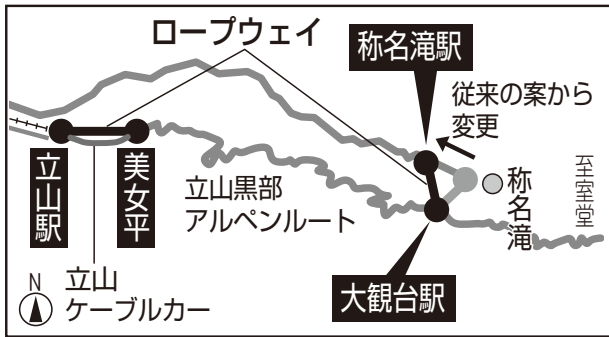 ロープウェイ
称名滝駅
従来の案から
変更
立山駅
美女平
立山黒部
アルペンルート
称名滝
至室堂
大観台駅
N
立山
ケーブルカー